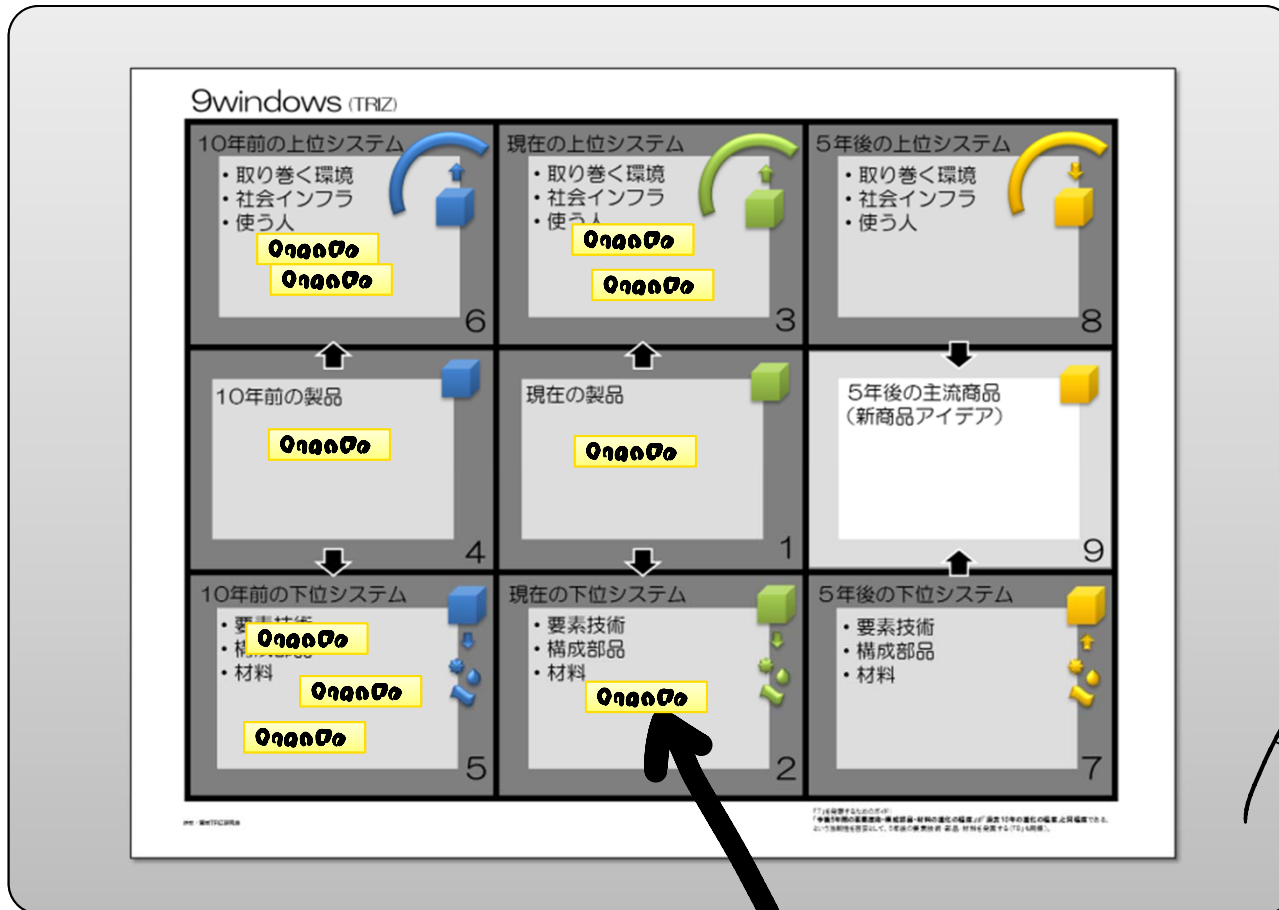 9windows (TRIZ)
10年前の上位システム
・取り巻く環境
・社会インフラ
・使う人
6
現在の上位システム
・取り巻く環境
・社会インフラ
・使う人
3
5年後の上位システム
・取り巻く環境
・社会インフラ
・使う人
8
10年前の製品
4
現在の製品
1
5年後の主流商品
（新商品アイデア）
9
10年前の下位システム
・材料
5
現在の下位システム
・要素技術
・構成部品
・材料
2
5年後の下位システム
・要素技術
・構成部品
・材料
7